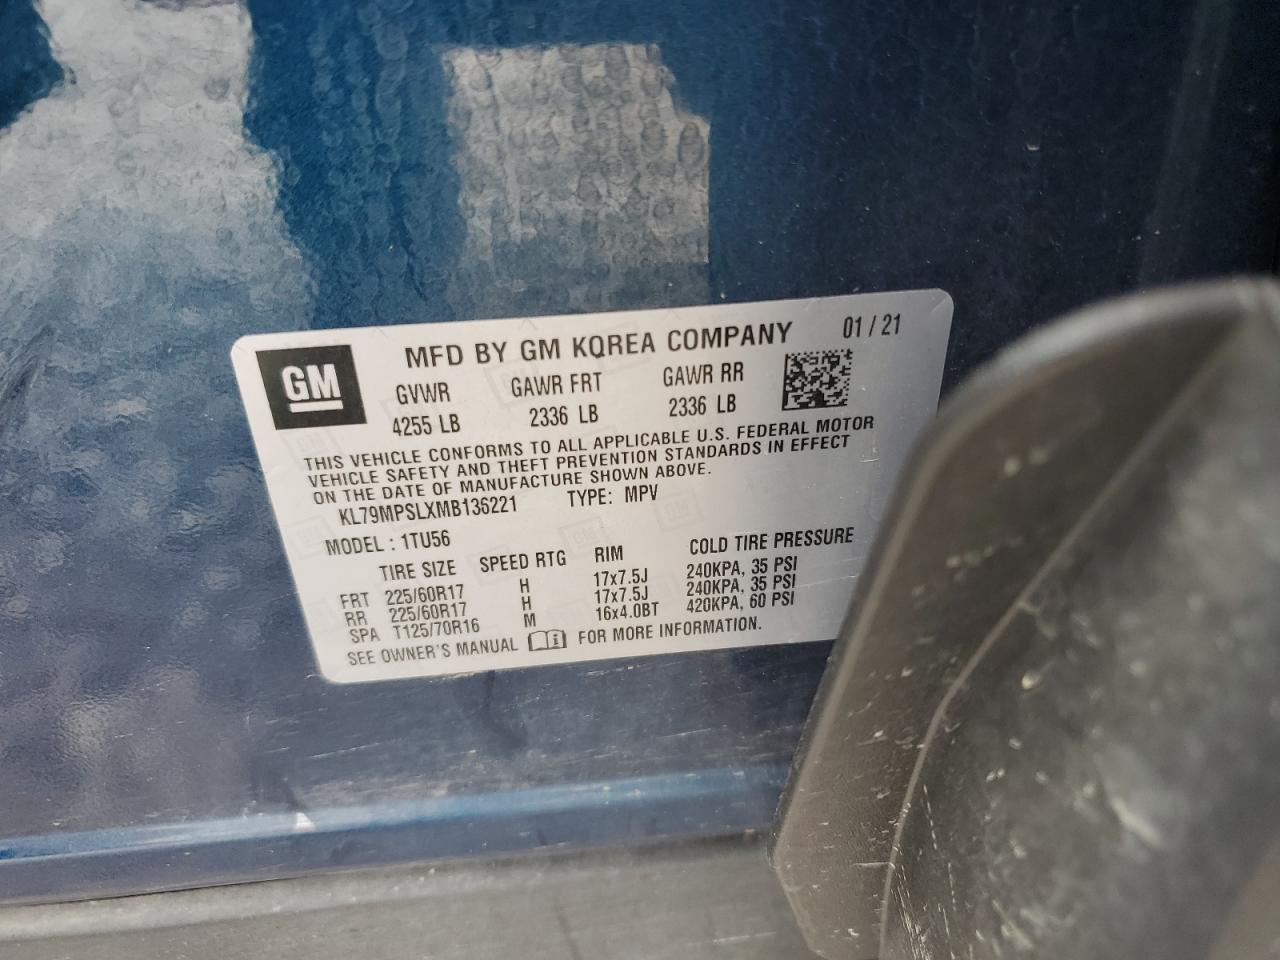 GM
MFD BY GM KOREA COMPANY 01 / 21
GVWR GAWR FRT GAWR RR
4255 LB 2336 LB 2336 LB
THIS VEHICLE CONFORMS TO ALL APPLICABLE U.S. FEDERAL MOTOR
VEHICLE SAFETY AND THEFT PREVENTION STANDARDS IN EFFECT
ON THE DATE OF MANUFACTURE SHOWN ABOVE.
KL79MPSLXMB136221 TYPE: MPV
MODEL : 1TU56
TIRE SIZE SPEED RTG RIM COLD TIRE PRESSURE
FRT 225/60R17 H 17x7.5J 240KPA, 35 PSI
RR 225/60R17 H 17x7.5J 240KPA, 35 PSI
SPA T125/70R16 M 16x4.0BT 420KPA, 60 PSI
SEE OWNER'S MANUAL i FOR MORE INFORMATION.